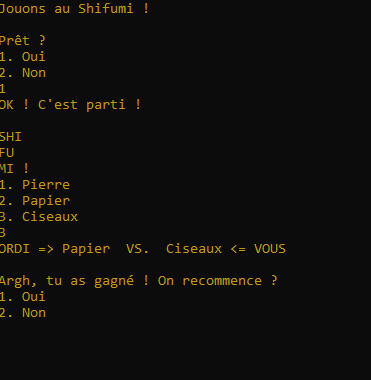 Jouons au Shifumi !
Prêt ?
1. Oui
2. Non
1
OK ! C'est parti !
SHI
FU
MI !
1. Pierre
2. Papier
3. Ciseaux
3
ORDI => Papier  VS.  Ciseaux <= VOUS
Argh, tu as gagné ! On recommence ?
1. Oui
2. Non